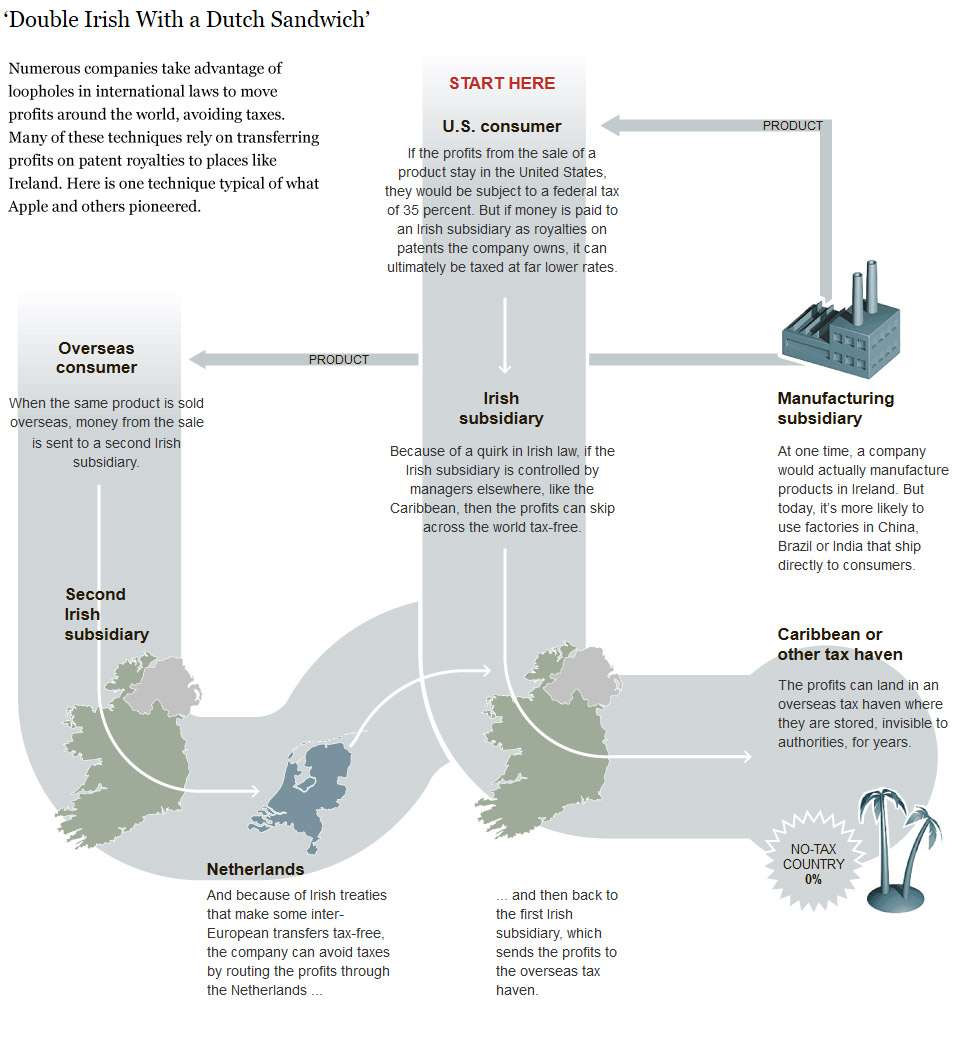 ‘Double Irish With a Dutch Sandwich’
Numerous companies take advantage of
loopholes in international laws to move
profits around the world, avoiding taxes.
Many of these techniques rely on transferring
profits on patent royalties to places like
Ireland. Here is one technique typical of what
Apple and others pioneered.
START HERE
U.S. consumer
If the profits from the sale of a
product stay in the United States,
they would be subject to a federal tax
of 35 percent. But if money is paid to
an Irish subsidiary as royalties on
patents the company owns, it can
ultimately be taxed at far lower rates.
PRODUCT
Overseas
consumer
When the same product is sold
overseas, money from the sale
is sent to a second Irish
subsidiary.
PRODUCT
Irish
subsidiary
Because of a quirk in Irish law, if the
Irish subsidiary is controlled by
managers elsewhere, like the
Caribbean, then the profits can skip
across the world tax-free.
Manufacturing
subsidiary
At one time, a company
would actually manufacture
products in Ireland. But
today, it’s more likely to
use factories in China,
Brazil or India that ship
directly to consumers.
Second
Irish
subsidiary
Caribbean or
other tax haven
The profits can land in an
overseas tax haven where
they are stored, invisible to
authorities, for years.
NO-TAX
COUNTRY
0%
Netherlands
And because of Irish treaties
that make some inter-
European transfers tax-free,
the company can avoid taxes
by routing the profits through
the Netherlands ...
... and then back to
the first Irish
subsidiary, which
sends the profits to
the overseas tax
haven.